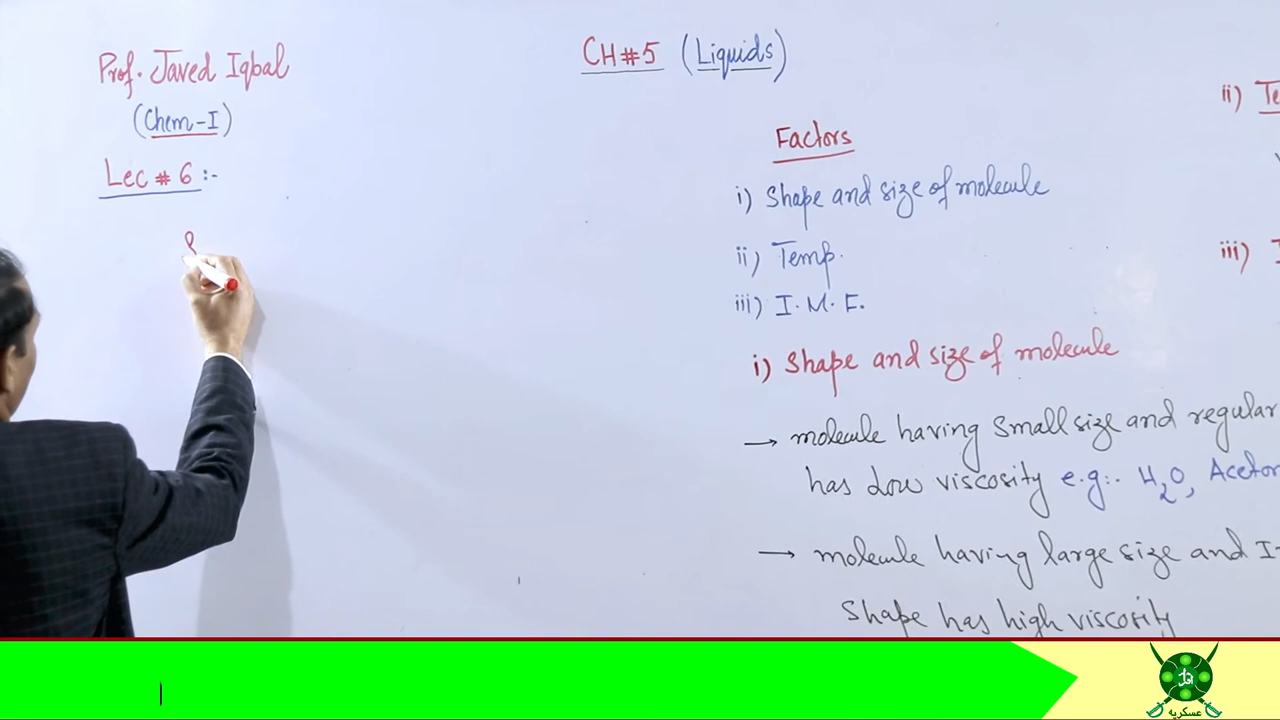 Prof. Javed Iqbal
(Chem-I)
Lec # 6:-
CH#5 (Liquids)
Factors
i) Shape and size of molecule
ii) Temp.
iii) I.M.F.
i) Shape and size of molecule
→ molecule having small size and regular
has low viscosity e.g:. H₂O,
→ molecule having large size and
Shape has high viscosity
ii)
iii)
عسکریہ